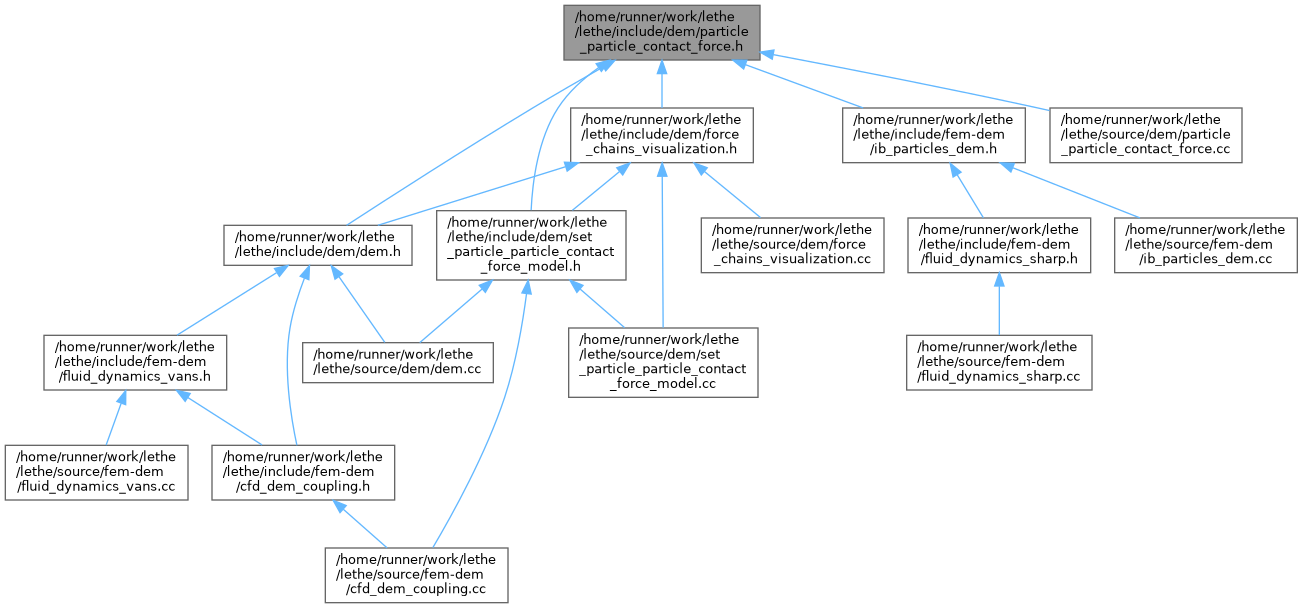 /home/runner/work/lethe
/lethe/include/dem/particle
_particle_contact_force.h
/home/runner/work/lethe
/lethe/include/dem/force
_chains_visualization.h
/home/runner/work/lethe
/lethe/include/fem-dem
/ib_particles_dem.h
/home/runner/work/lethe
/lethe/source/dem/particle
_particle_contact_force.cc
/home/runner/work/lethe
/lethe/include/dem/dem.h
/home/runner/work/lethe
/lethe/include/dem/set
_particle_particle_contact
_force_model.h
/home/runner/work/lethe
/lethe/source/dem/force
_chains_visualization.cc
/home/runner/work/lethe
/lethe/include/fem-dem
/fluid_dynamics_sharp.h
/home/runner/work/lethe
/lethe/source/fem-dem
/ib_particles_dem.cc
/home/runner/work/lethe
/lethe/include/fem-dem
/fluid_dynamics_vans.h
/home/runner/work/lethe
/lethe/source/dem/dem.cc
/home/runner/work/lethe
/lethe/source/dem/set
_particle_particle_contact
_force_model.cc
/home/runner/work/lethe
/lethe/source/fem-dem
/fluid_dynamics_sharp.cc
/home/runner/work/lethe
/lethe/source/fem-dem
/fluid_dynamics_vans.cc
/home/runner/work/lethe
/lethe/include/fem-dem
/cfd_dem_coupling.h
/home/runner/work/lethe
/lethe/source/fem-dem
/cfd_dem_coupling.cc